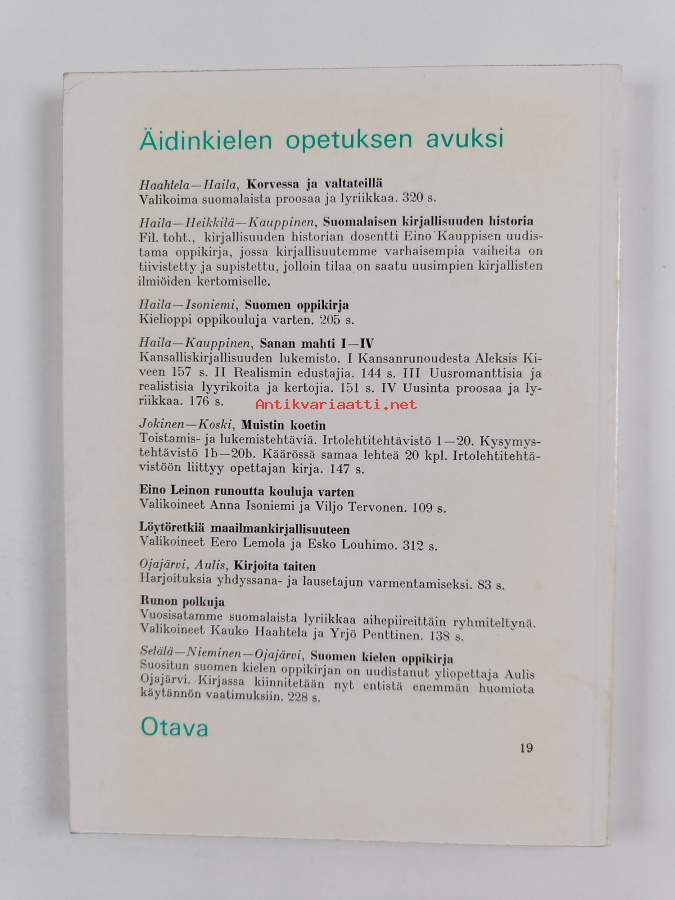 Äidinkielen opetuksen avuksi
Haahtela—Haila, Korvessa ja valtateillä
Valikoima suomalaista proosaa ja lyriikkaa. 320 s.
Haila—Heikkilä—Kauppinen, Suomalaisen kirjallisuuden historia
Fil. toht., kirjallisuuden historian dosentti Eino Kauppisen uudis-
tama oppikirja, jossa kirjallisuutemme varhaisempia vaiheita on
tiivistetty ja supistettu, jolloin tilaa on saatu uusimpien kirjallisten
ilmiöiden kertomiselle.
Haila—Isoniemi, Suomen oppikirja
Kielioppi oppikouluja varten. 205 s.
Haila—Kauppinen, Sanan mahti I—IV
Kansalliskirjallisuuden lukemisto. I Kansanrunoudesta Aleksis Ki-
veen 157 s. II Realismin edustajia. 144 s. III Uusromanttisia ja
realistisia lyyrikoita ja kertojia. 151 s. IV Uusinta proosaa ja ly-
riikkaa. 176 s.
Antikvariaatti.net
Jokinen—Koski, Muistin koetin
Toistamis- ja lukemistehtäviä. Irtolehtitehtävistö 1—20. Kysymys-
tehtävistö 1b—20b. Käärössä samaa lehteä 20 kpl. Irtolehtitehtä-
vistöön liittyy opettajan kirja. 147 s.
Eino Leinon runoutta kouluja varten
Valikoineet Anna Isoniemi ja Viljo Tervonen. 109 s.
Löytöretkiä maailmankirjallisuuteen
Valikoineet Eero Lemola ja Esko Louhimo. 312 s.
Ojajärvi, Aulis, Kirjoita taiten
Harjoituksia yhdyssana- ja lausetajun varmentamiseksi. 83 s.
Runon polkuja
Vuosisatamme suomalaista lyriikkaa aihepiireittäin ryhmiteltynä.
Valikoineet Kauko Haahtela ja Yrjö Penttinen. 138 s.
Setälä—Nieminen—Ojajärvi, Suomen kielen oppikirja
Suositun suomen kielen oppikirjan on uudistanut yliopettaja Aulis
Ojajärvi. Kirjassa kiinnitetään nyt entistä enemmän huomiota
käytännön vaatimuksiin. 228 s.
Otava
19